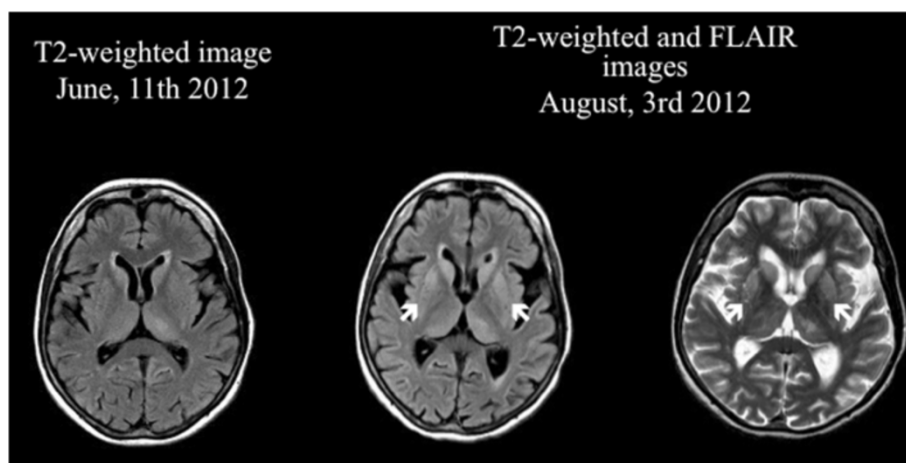 T2-weighted image
June, 11th 2012
T2-weighted and FLAIR
images
August, 3rd 2012